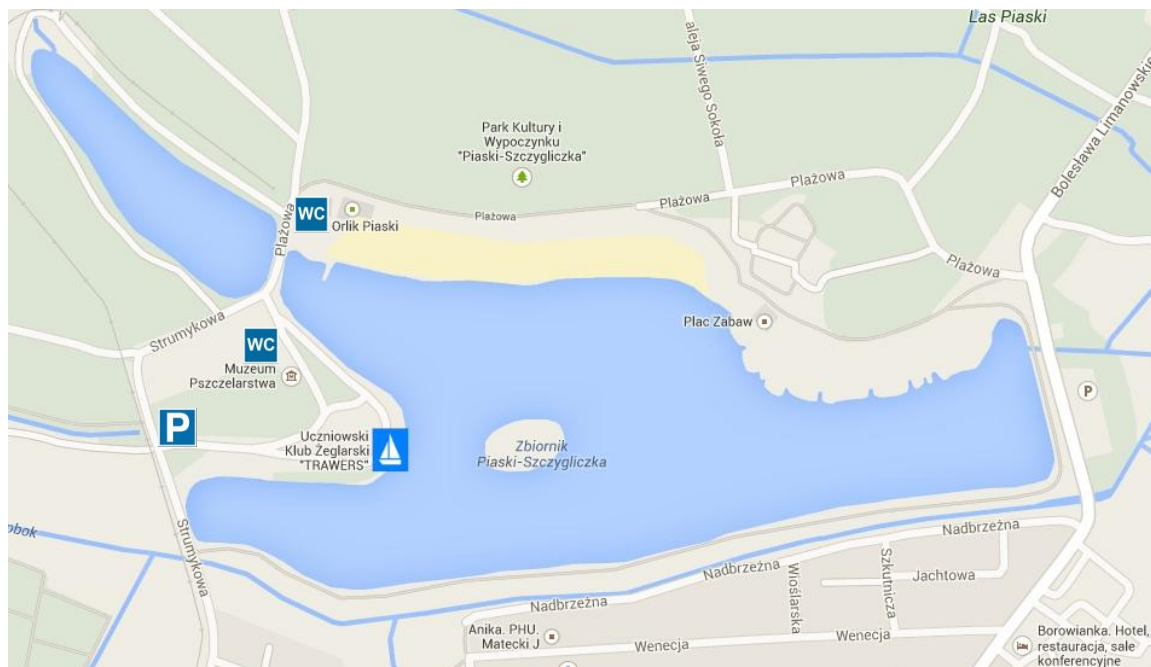 Las Piaski
aleja Siwego Sokoła
Bolesława Limanowskie
Park Kultury i
Wypoczynku
"Piaski-Szczygliczka"
Plażowa
Plażowa
WC
Orlik Piaski
Plażowa
Plażowa
Plażowa
Strumykowa
WC
Muzeum
Pszczelarstwa
Plac Zabaw
P
P
Uczniowski
Klub Żeglarski
"TRAWERS"
Zbiornik
Piaski-Szczygliczka
obok
Strumykowa
Nadbrzeżna
Nadbrzeżna
Nadbrzeżna
Wioślarska
Szkutnicza
Jachtowa
Anika. PHU.
Matecki J
Wenecja
Wenecja
Borowianka. Hotel,
restauracja, sale
konferencyjne